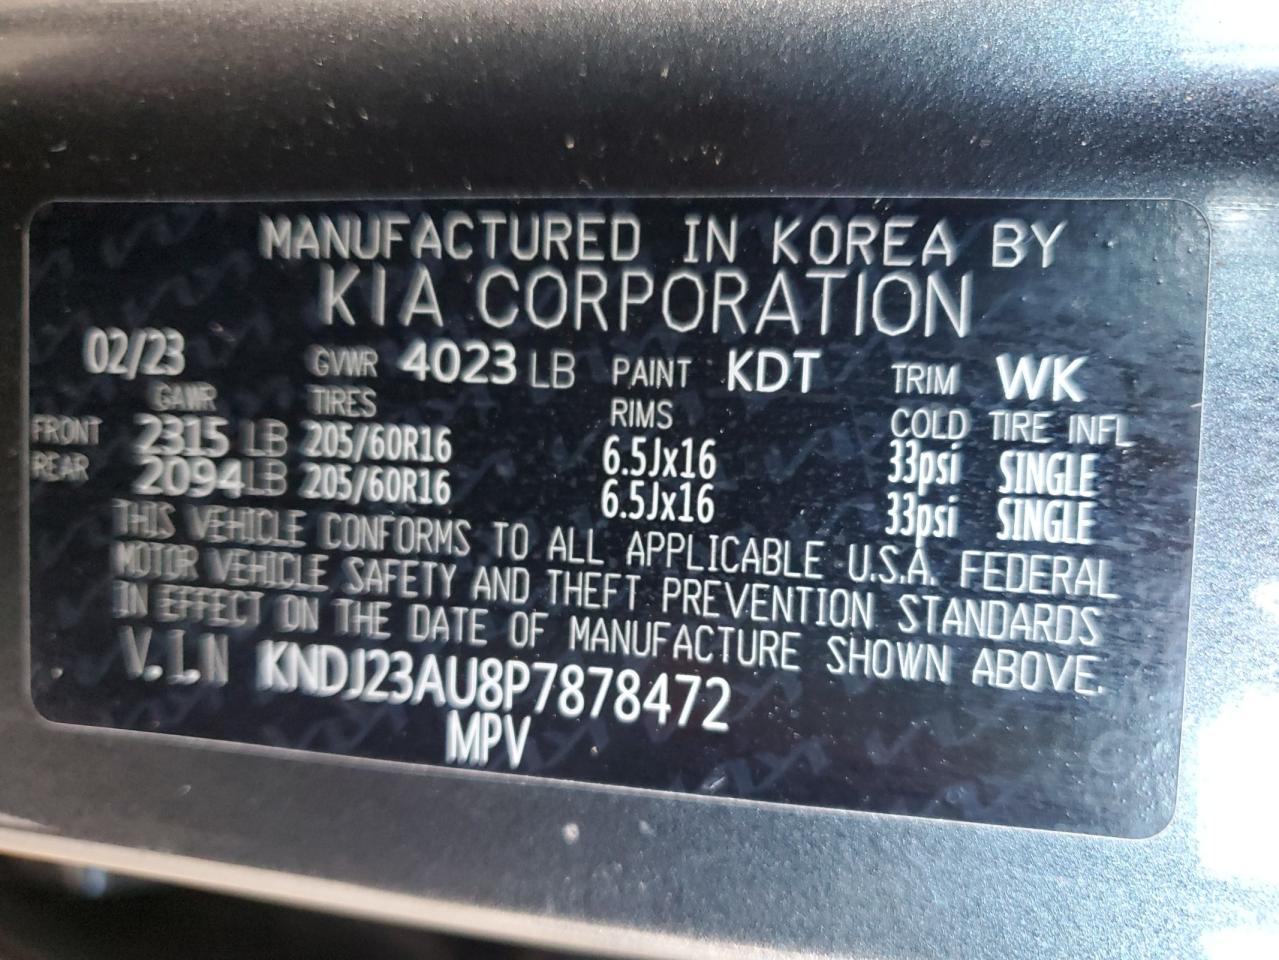 MANUFACTURED IN KOREA BY
KIA CORPORATION
02/23 GVWR 4023 LB PAINT KDT TRIM WK
GAWR TIRES RIMS COLD TIRE INFL
FRONT 2315 LB 205/60R16 6.5Jx16 33psi SINGLE
REAR 2094 LB 205/60R16 6.5Jx16 33psi SINGLE
THIS VEHICLE CONFORMS TO ALL APPLICABLE U.S.A. FEDERAL
MOTOR VEHICLE SAFETY AND THEFT PREVENTION STANDARDS
IN EFFECT ON THE DATE OF MANUFACTURE SHOWN ABOVE.
V.I.N KNDJ23AU8P7878472
MPV